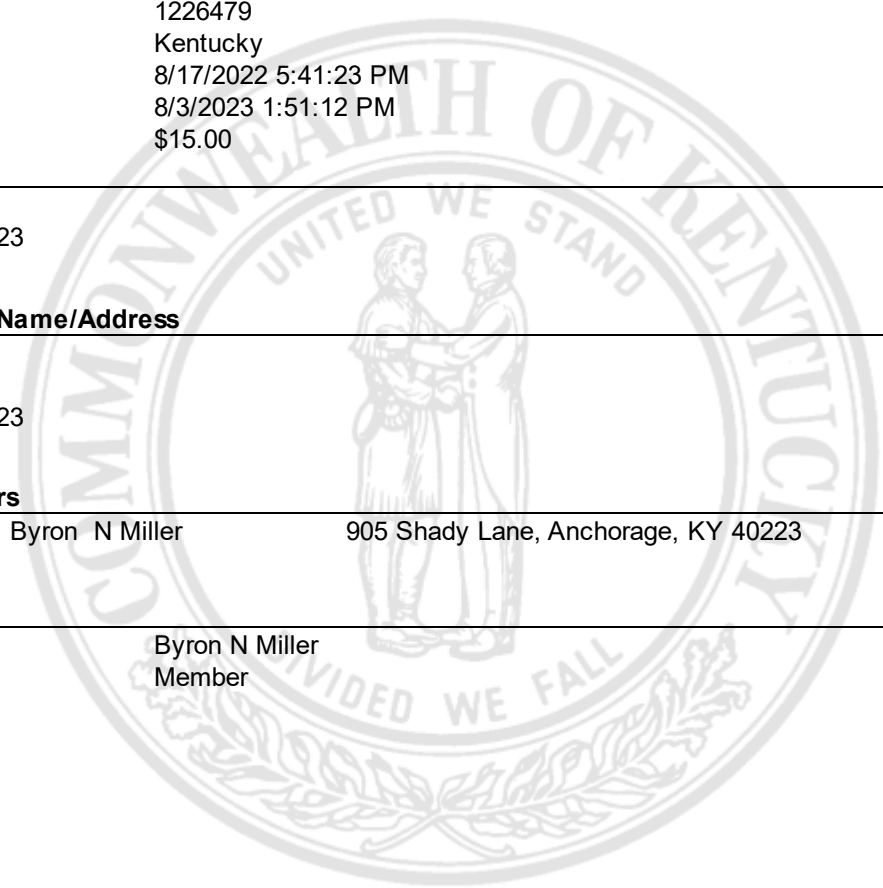 1226479
Kentucky
8/17/2022 5:41:23 PM
8/3/2023 1:51:12 PM
$15.00
23
Name/Address
23
rs
Byron N Miller 905 Shady Lane, Anchorage, KY 40223
Byron N Miller
Member
COMMONWEALTH OF KENTUCKY
UNITED WE STAND
DIVIDED WE FALL